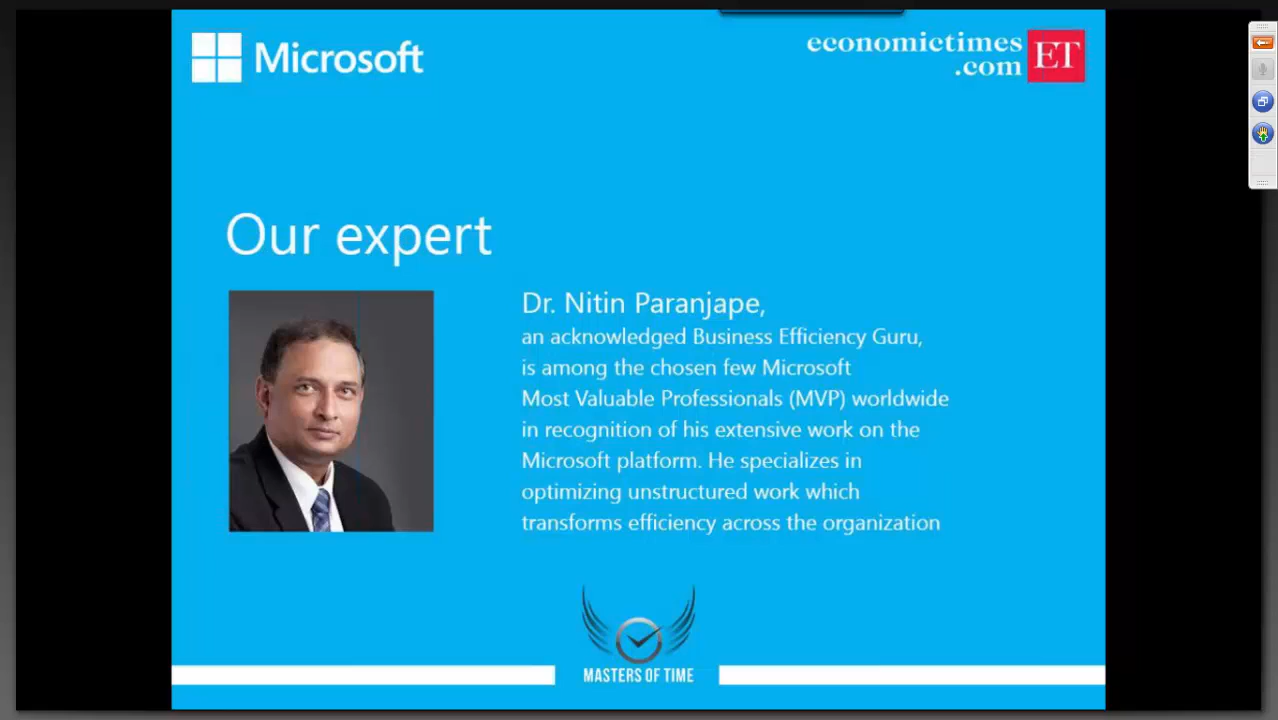 Microsoft
economictimes
.com
ET
Our expert
Dr. Nitin Paranjape,
an acknowledged Business Efficiency Guru,
is among the chosen few Microsoft
Most Valuable Professionals (MVP) worldwide
in recognition of his extensive work on the
Microsoft platform. He specializes in
optimizing unstructured work which
transforms efficiency across the organization
MASTERS OF TIME